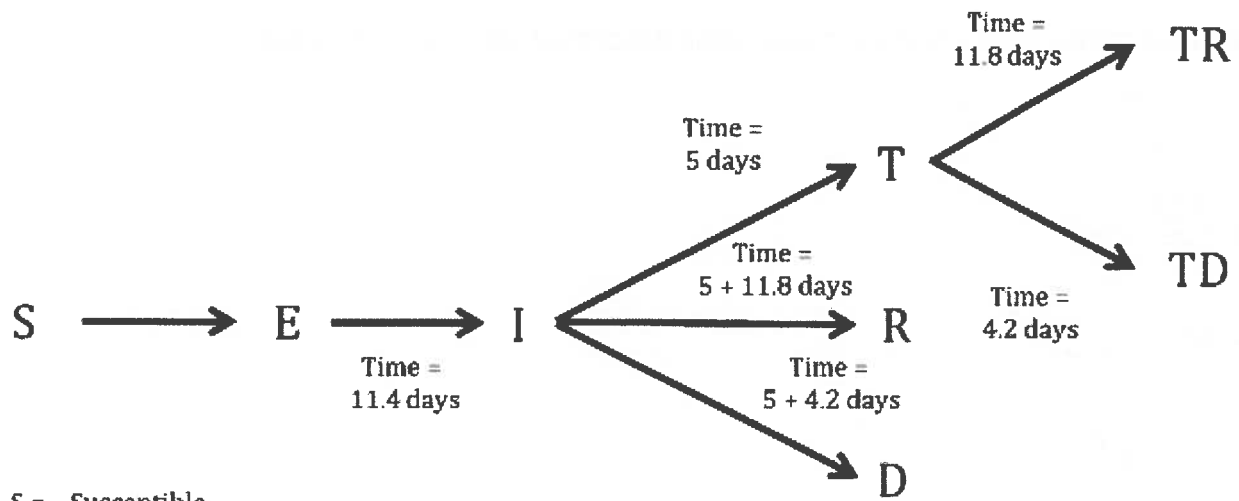 Time =
11.8 days
TR
Time =
5 days
T
Time =
5 + 11.8 days
TD
S
E
I
R
Time =
4.2 days
Time =
11.4 days
Time =
5 + 4.2 days
D
S = Susceptible